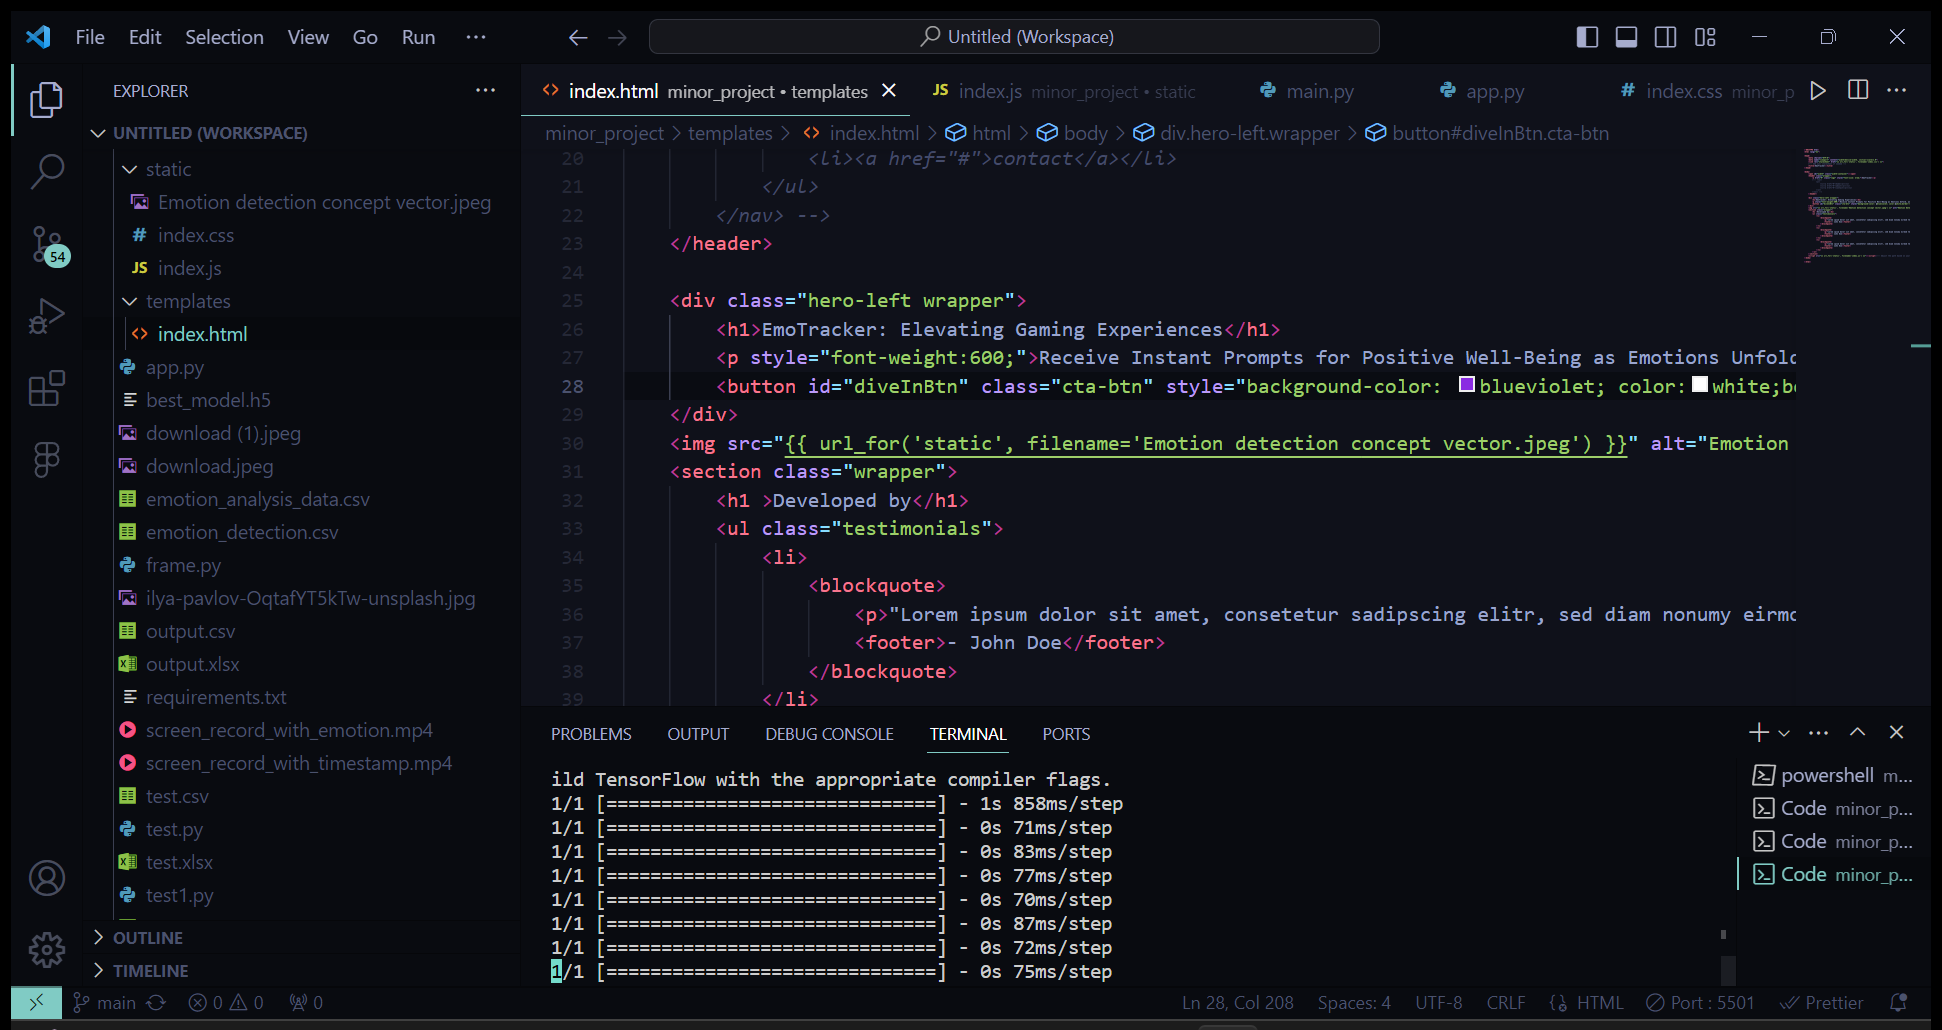 File Edit Selection View Go Run ···
Untitled (Workspace)
EXPLORER ···
UNTITLED (WORKSPACE)
static
Emotion detection concept vector.jpeg
# index.css
JS index.js
templates
<> index.html
app.py
best_model.h5
download (1).jpeg
download.jpeg
emotion_analysis_data.csv
emotion_detection.csv
frame.py
ilya-pavlov-OqtafYT5kTw-unsplash.jpg
output.csv
output.xlsx
requirements.txt
screen_record_with_emotion.mp4
screen_record_with_timestamp.mp4
test.csv
test.py
test.xlsx
test1.py
OUTLINE
TIMELINE
54
<> index.html minor_project • templates
JS index.js minor_project • static
main.py
app.py
# index.css minor_p
minor_project > templates > <> index.html > html > body > div.hero-left.wrapper > button#diveInBtn.cta-btn
20 <li><a href="#">contact</a></li>
21 </ul>
22 </nav> -->
23 </header>
24
25 <div class="hero-left wrapper">
26 <h1>EmoTracker: Elevating Gaming Experiences</h1>
27 <p style="font-weight:600;">Receive Instant Prompts for Positive Well-Being as Emotions Unfol
28 <button id="diveInBtn" class="cta-btn" style="background-color: blueviolet; color: white;b
29 </div>
30 <img src="{{ url_for('static', filename='Emotion detection concept vector.jpeg') }}" alt="Emotion
31 <section class="wrapper">
32 <h1 >Developed by</h1>
33 <ul class="testimonials">
34 <li>
35 <blockquote>
36 <p>"Lorem ipsum dolor sit amet, consetetur sadipscing elitr, sed diam nonumy eirmo
37 <footer>- John Doe</footer>
38 </blockquote>
39 </li>
PROBLEMS OUTPUT DEBUG CONSOLE TERMINAL PORTS
ild TensorFlow with the appropriate compiler flags.
1/1 [==============================] - 1s 858ms/step
1/1 [==============================] - 0s 71ms/step
1/1 [==============================] - 0s 83ms/step
1/1 [==============================] - 0s 77ms/step
1/1 [==============================] - 0s 70ms/step
1/1 [==============================] - 0s 87ms/step
1/1 [==============================] - 0s 72ms/step
1/1 [==============================] - 0s 75ms/step
powershell m...
Code minor_p...
Code minor_p...
Code minor_p...
main 0 0 0
Ln 28, Col 208 Spaces: 4 UTF-8 CRLF HTML Port : 5501 Prettier